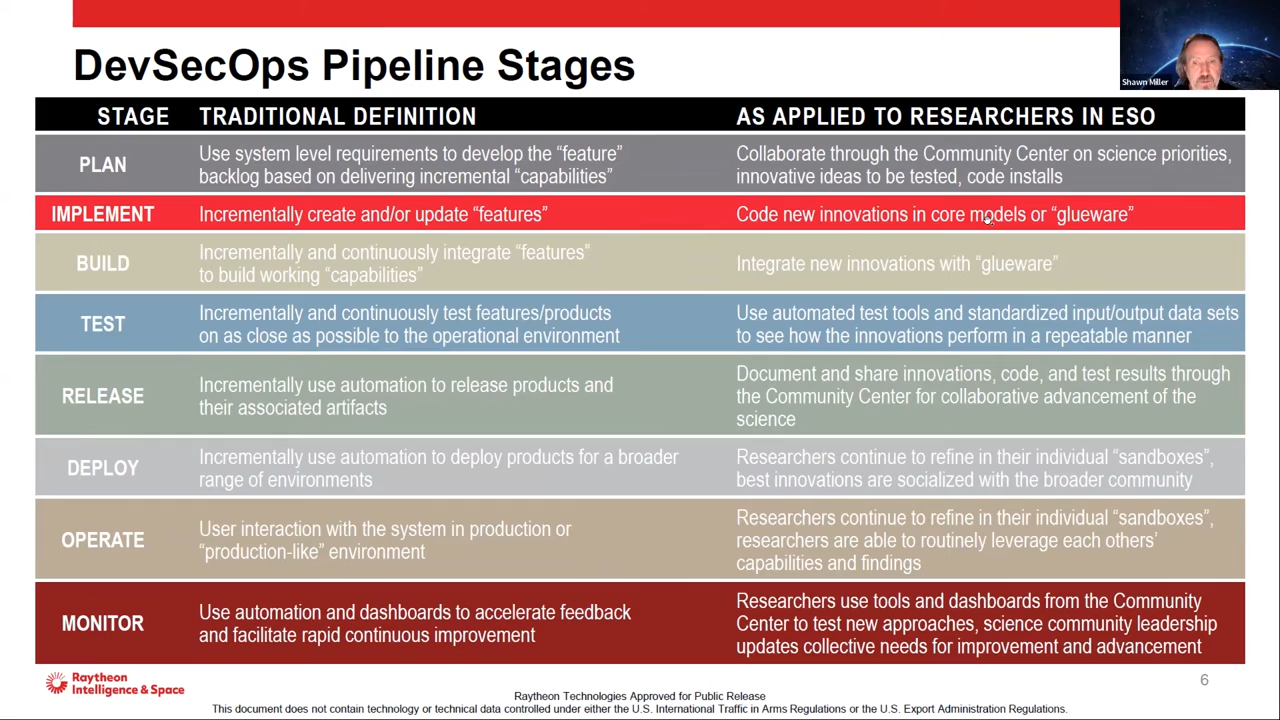 Shawn Miller
DevSecOps Pipeline Stages
STAGE
TRADITIONAL DEFINITION
AS APPLIED TO RESEARCHERS IN ESO
PLAN
Use system level requirements to develop the “feature”
backlog based on delivering incremental “capabilities”
Collaborate through the Community Center on science priorities,
innovative ideas to be tested, code installs
IMPLEMENT
Incrementally create and/or update “features”
Code new innovations in core models or “glueware”
BUILD
Incrementally and continuously integrate “features”
to build working “capabilities”
Integrate new innovations with “glueware”
TEST
Incrementally and continuously test features/products
on as close as possible to the operational environment
Use automated test tools and standardized input/output data sets
to see how the innovations perform in a repeatable manner
RELEASE
Incrementally use automation to release products and
their associated artifacts
Document and share innovations, code, and test results through
the Community Center for collaborative advancement of the
science
DEPLOY
Incrementally use automation to deploy products for a broader
range of environments
Researchers continue to refine in their individual “sandboxes”,
best innovations are socialized with the broader community
OPERATE
User interaction with the system in production or
“production-like” environment
Researchers continue to refine in their individual “sandboxes”,
researchers are able to routinely leverage each others’
capabilities and findings
MONITOR
Use automation and dashboards to accelerate feedback
and facilitate rapid continuous improvement
Researchers use tools and dashboards from the Community
Center to test new approaches, science community leadership
updates collective needs for improvement and advancement
Raytheon
Intelligence & Space
6
Raytheon Technologies Approved for Public Release
This document does not contain technology or technical data controlled under either the U.S. International Traffic in Arms Regulations or the U.S. Export Administration Regulations.